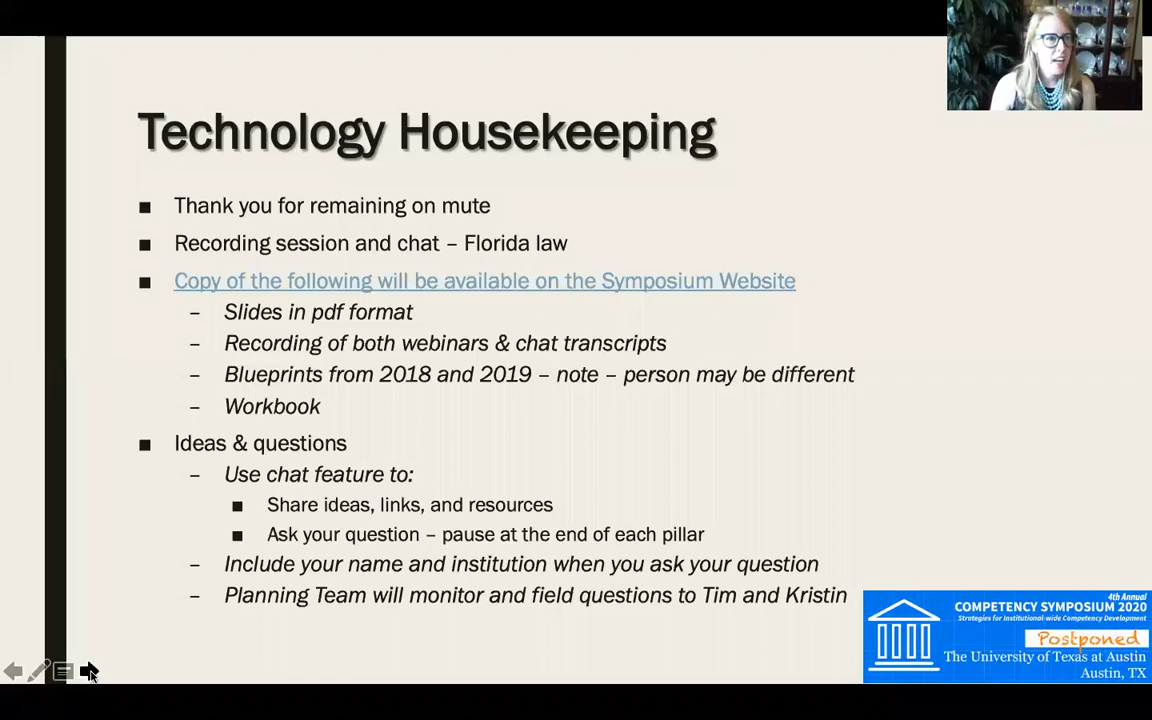 Technology Housekeeping
■ Thank you for remaining on mute
■ Recording session and chat – Florida law
■ Copy of the following will be available on the Symposium Website
– Slides in pdf format
– Recording of both webinars & chat transcripts
– Blueprints from 2018 and 2019 – note – person may be different
– Workbook
■ Ideas & questions
– Use chat feature to:
■ Share ideas, links, and resources
■ Ask your question – pause at the end of each pillar
– Include your name and institution when you ask your question
– Planning Team will monitor and field questions to Tim and Kristin
4th Annual
COMPETENCY SYMPOSIUM 2020
Strategies for Institutional-wide Competency Development
Postponed
The University of Texas at Austin
Austin, TX